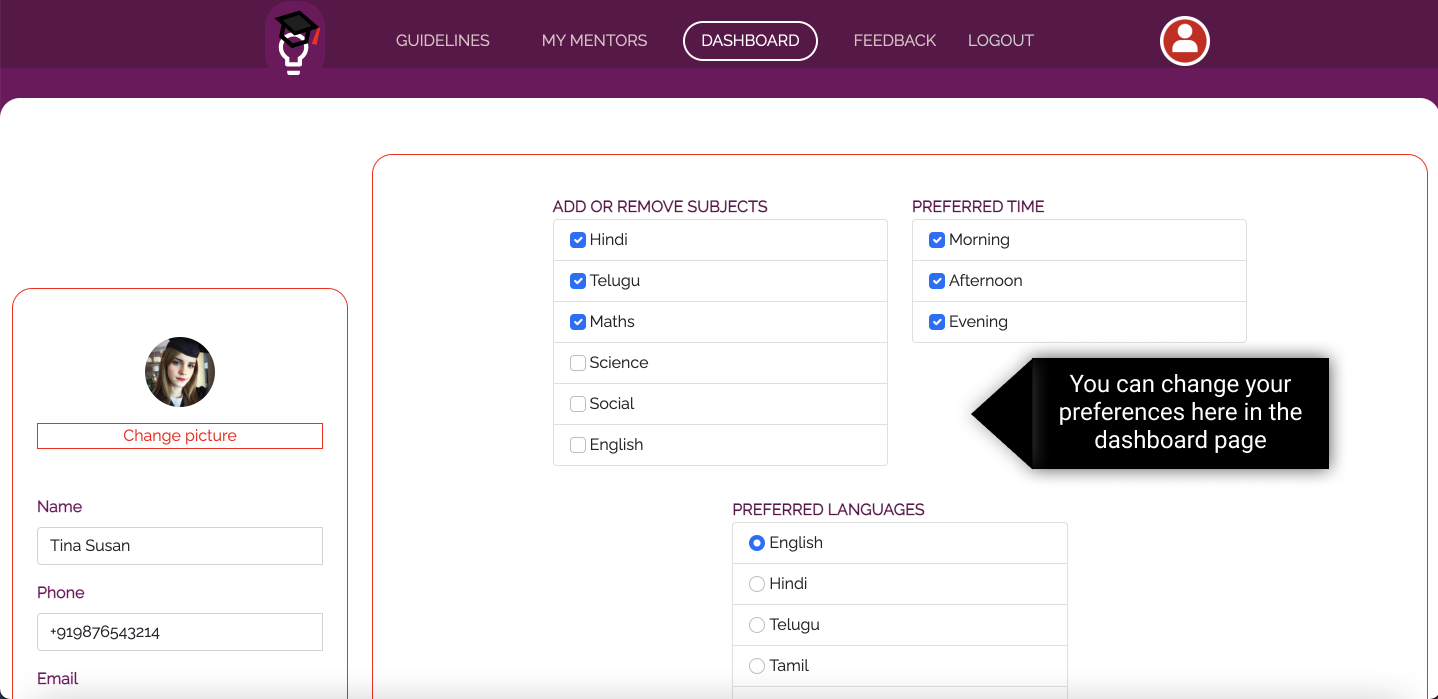 GUIDELINES
MY MENTORS
DASHBOARD
FEEDBACK
LOGOUT
Change picture
Name
Tina Susan
Phone
+919876543214
Email
ADD OR REMOVE SUBJECTS
Hindi
Telugu
Maths
Science
Social
English
PREFERRED TIME
Morning
Afternoon
Evening
You can change your
preferences here in the
dashboard page
PREFERRED LANGUAGES
English
Hindi
Telugu
Tamil